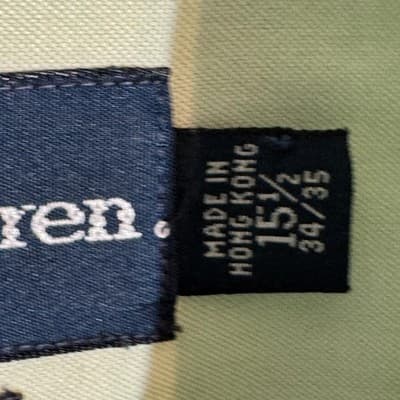 ren.
MADE IN
HONG KONG
15½
34/35